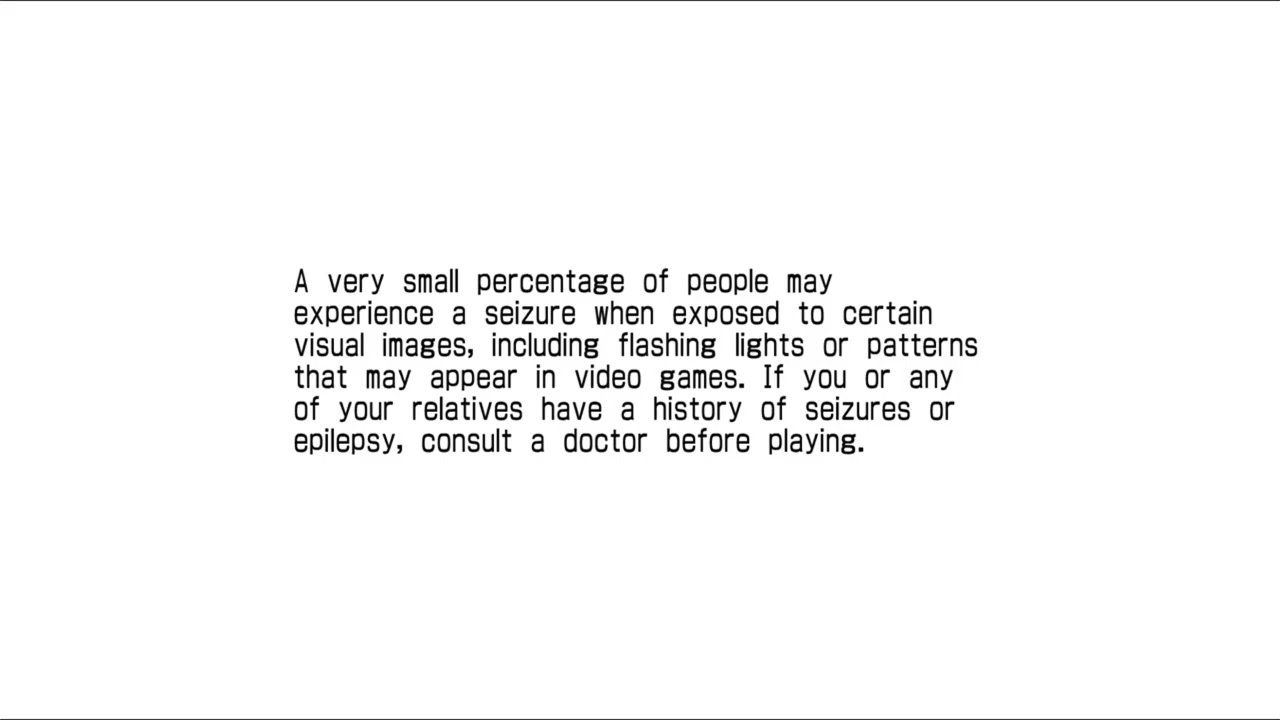 A very small percentage of people may
experience a seizure when exposed to certain
visual images, including flashing lights or patterns
that may appear in video games. If you or any
of your relatives have a history of seizures or
epilepsy, consult a doctor before playing.